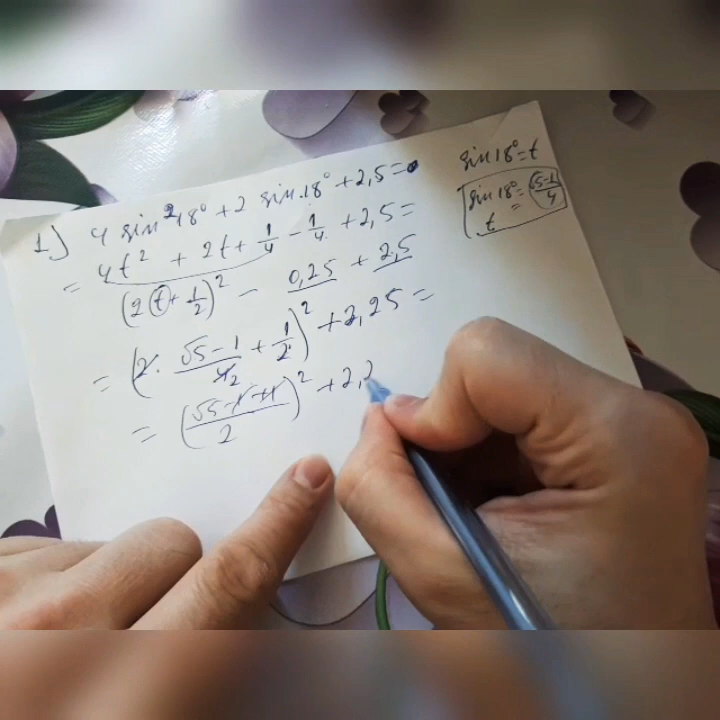 1) 4 sin²18° + 2 sin 18° + 2,5 =
= 4t² + 2t + 1/4 - 1/4 + 2,5 =
(2t + 1/2)² - 0,25 + 2,5
= (2 · √5-1/42 + 1/2)² + 2,25 =
= (√5-1+1/2)² + 2,2
sin 18° = t
sin 18° = √5-1/4
t